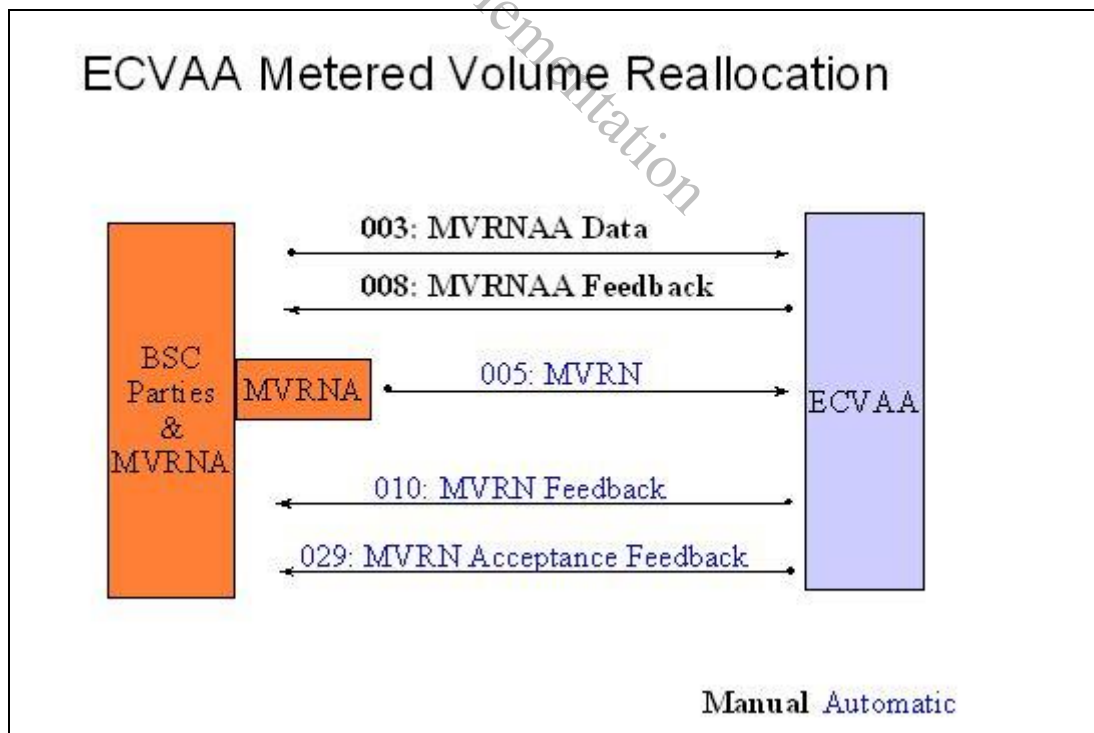 ECVAA Metered Volume Reallocation
003: MVRNAA Data
008: MVRNAA Feedback
BSC
Parties
&
MVRNA
MVRNA
005: MVRN
ECVAA
010: MVRN Feedback
029: MVRN Acceptance Feedback
Manual Automatic